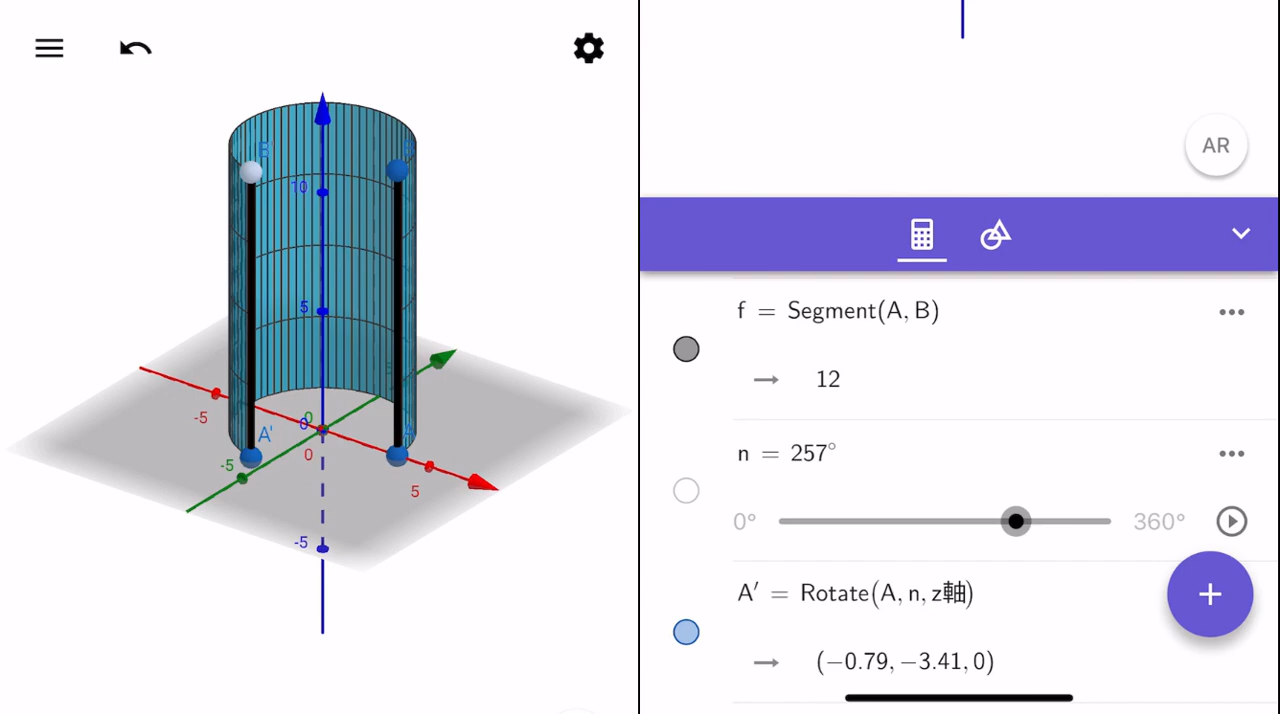 B'
B
10
5
5
-5
0
0
A'
A
-5
0
5
-5
AR
f = Segment(A, B)
→ 12
n = 257°
0° 360°
A′ = Rotate(A, n, z軸)
→ (−0.79, −3.41, 0)